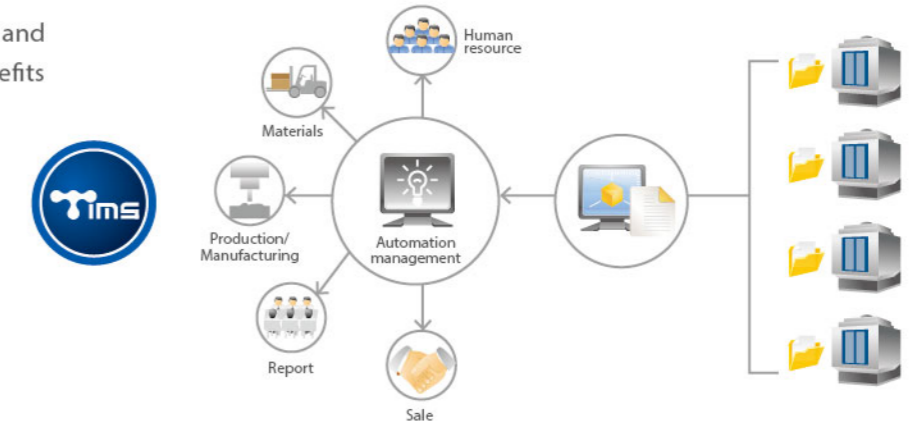 and
efits
Human
resource
Materials
Tims
Production/
Manufacturing
Automation
management
Report
Sale